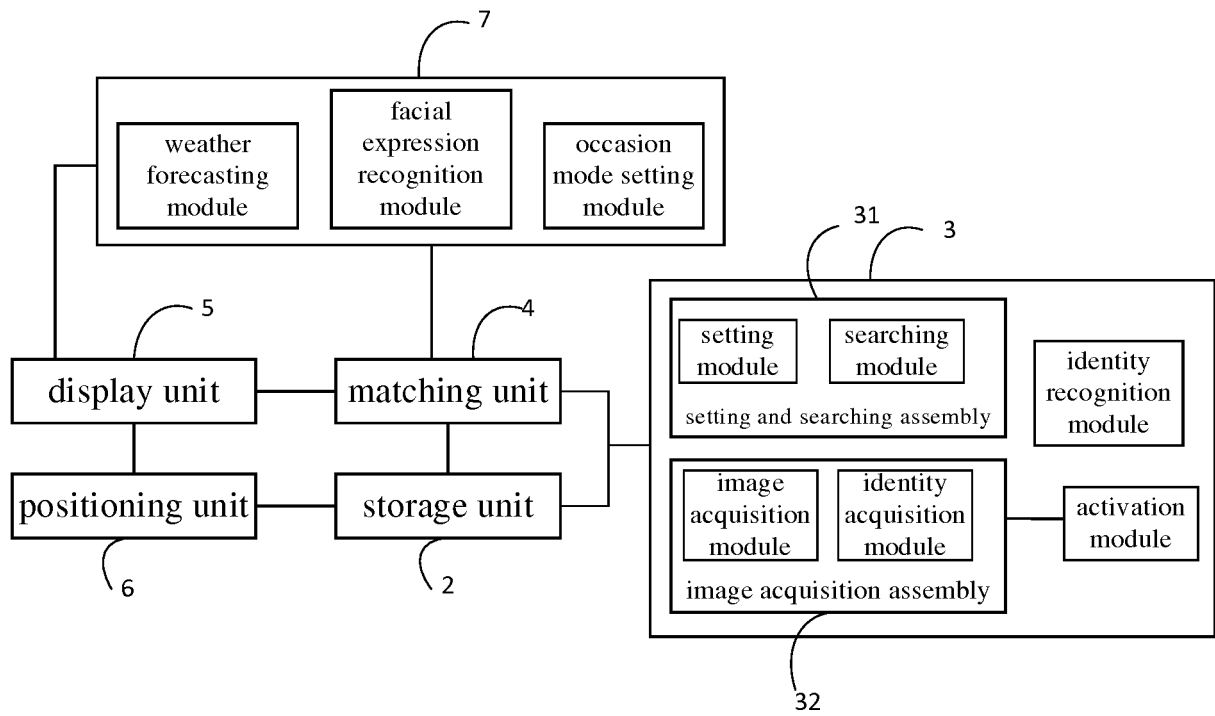 7
weather
forecasting
module
facial
expression
recognition
module
occasion
mode setting
module
31
3
5
4
display unit
matching unit
positioning unit
storage unit
6
2
setting
module
searching
module
setting and searching assembly
identity
recognition
module
image
acquisition
module
identity
acquisition
module
image acquisition assembly
activation
module
32